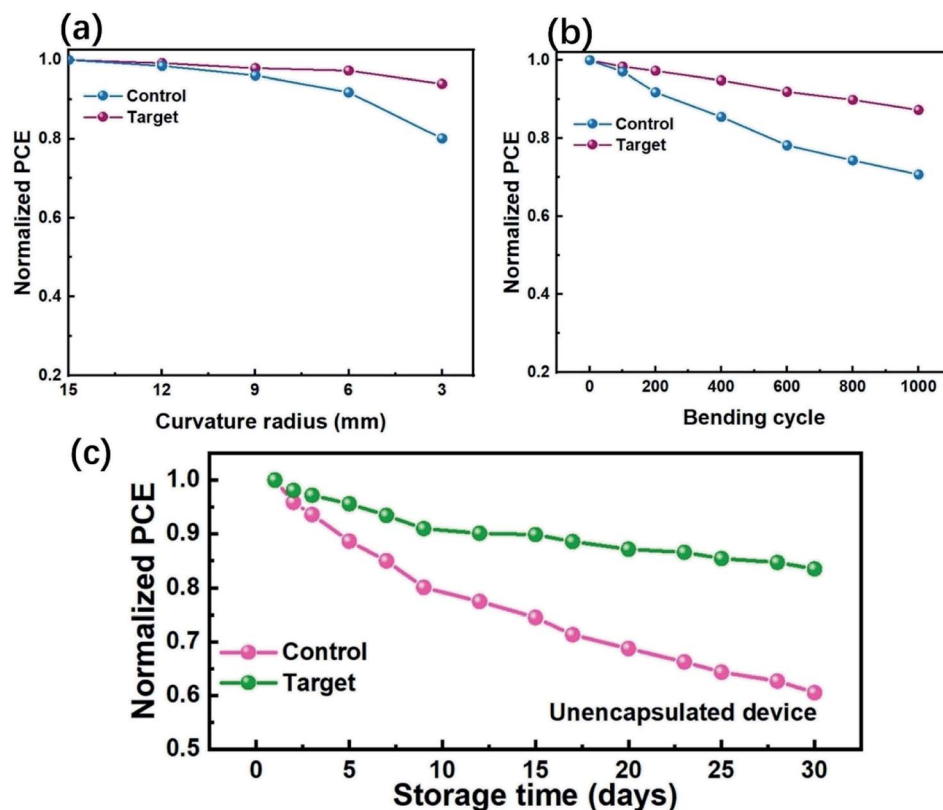 (a)
Normalized PCE
1.0
0.8
0.6
0.4
0.2
Control
Target
15 12 9 6 3
Curvature radius (mm)
(b)
Normalized PCE
1.0
0.8
0.6
0.4
0.2
Control
Target
0 200 400 600 800 1000
Bending cycle
(c)
Normalized PCE
1.0
0.9
0.8
0.7
0.6
0.5
Control
Target
Unencapsulated device
0 5 10 15 20 25 30
Storage time (days)